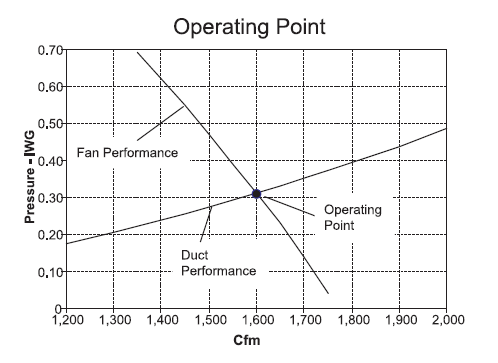 Operating Point
0.70
0.60
0.50
0.40
0.30
0.20
0,10
0
Pressure - IWG
Fan Performance
Operating
Point
Duct
Performance
1,200 1,300 1,400 1,500 1,600 1,700 1,800 1,900 2,000
Cfm